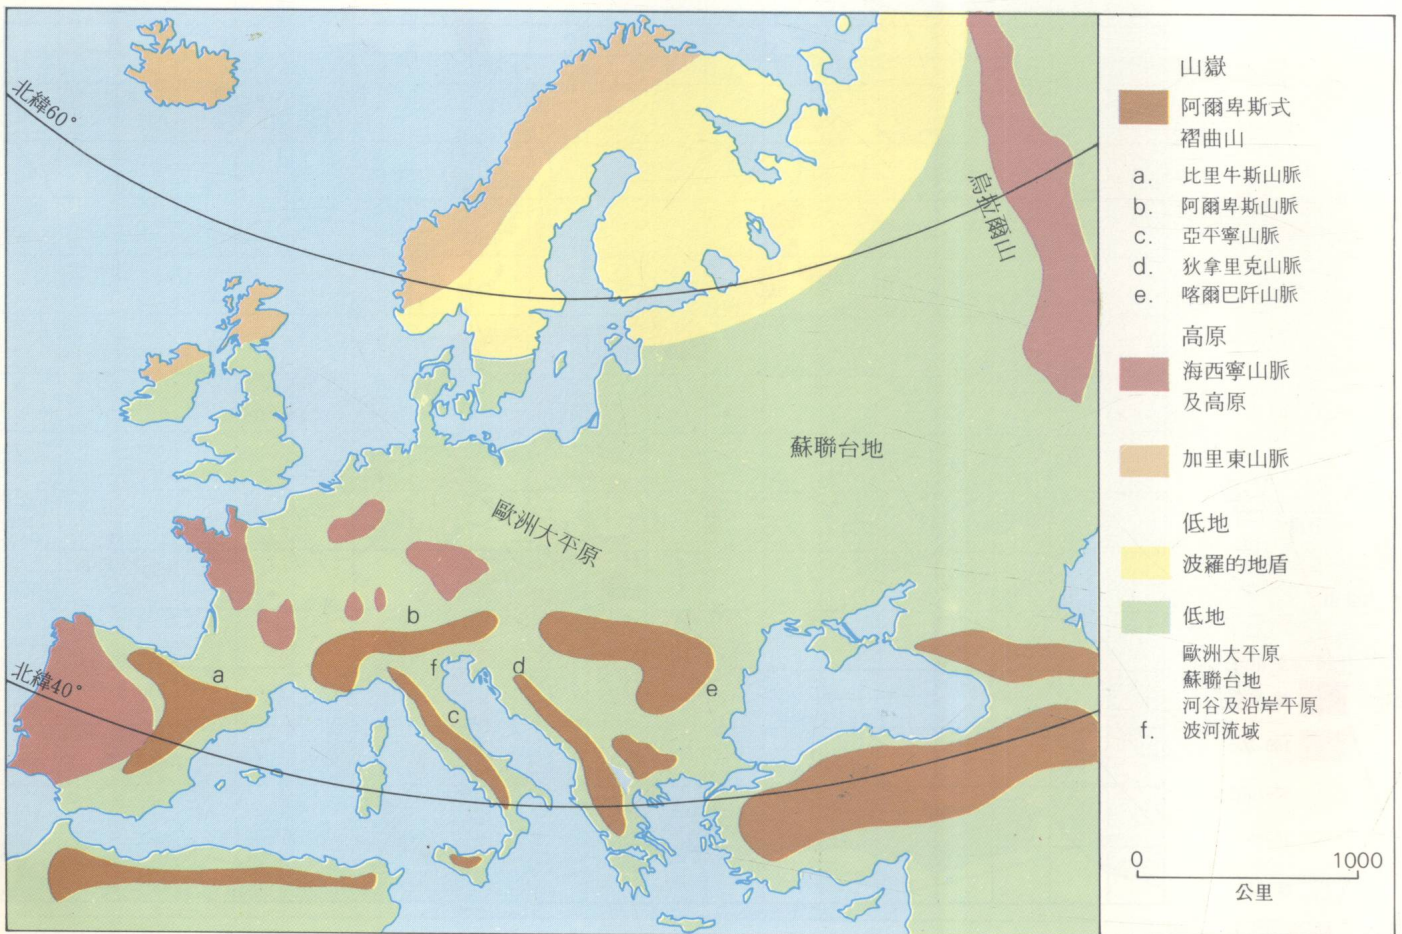 北緯60°
烏拉爾山
蘇聯台地
歐洲大平原
b
a
f
d
e
c
北緯40°
山嶽
阿爾卑斯式
褶曲山
a. 比里牛斯山脈
b. 阿爾卑斯山脈
c. 亞平寧山脈
d. 狄拿里克山脈
e. 喀爾巴阡山脈
高原
海西寧山脈
及高原
加里東山脈
低地
波羅的地盾
低地
歐洲大平原
蘇聯台地
河谷及沿岸平原
f. 波河流域
0 1000
公里